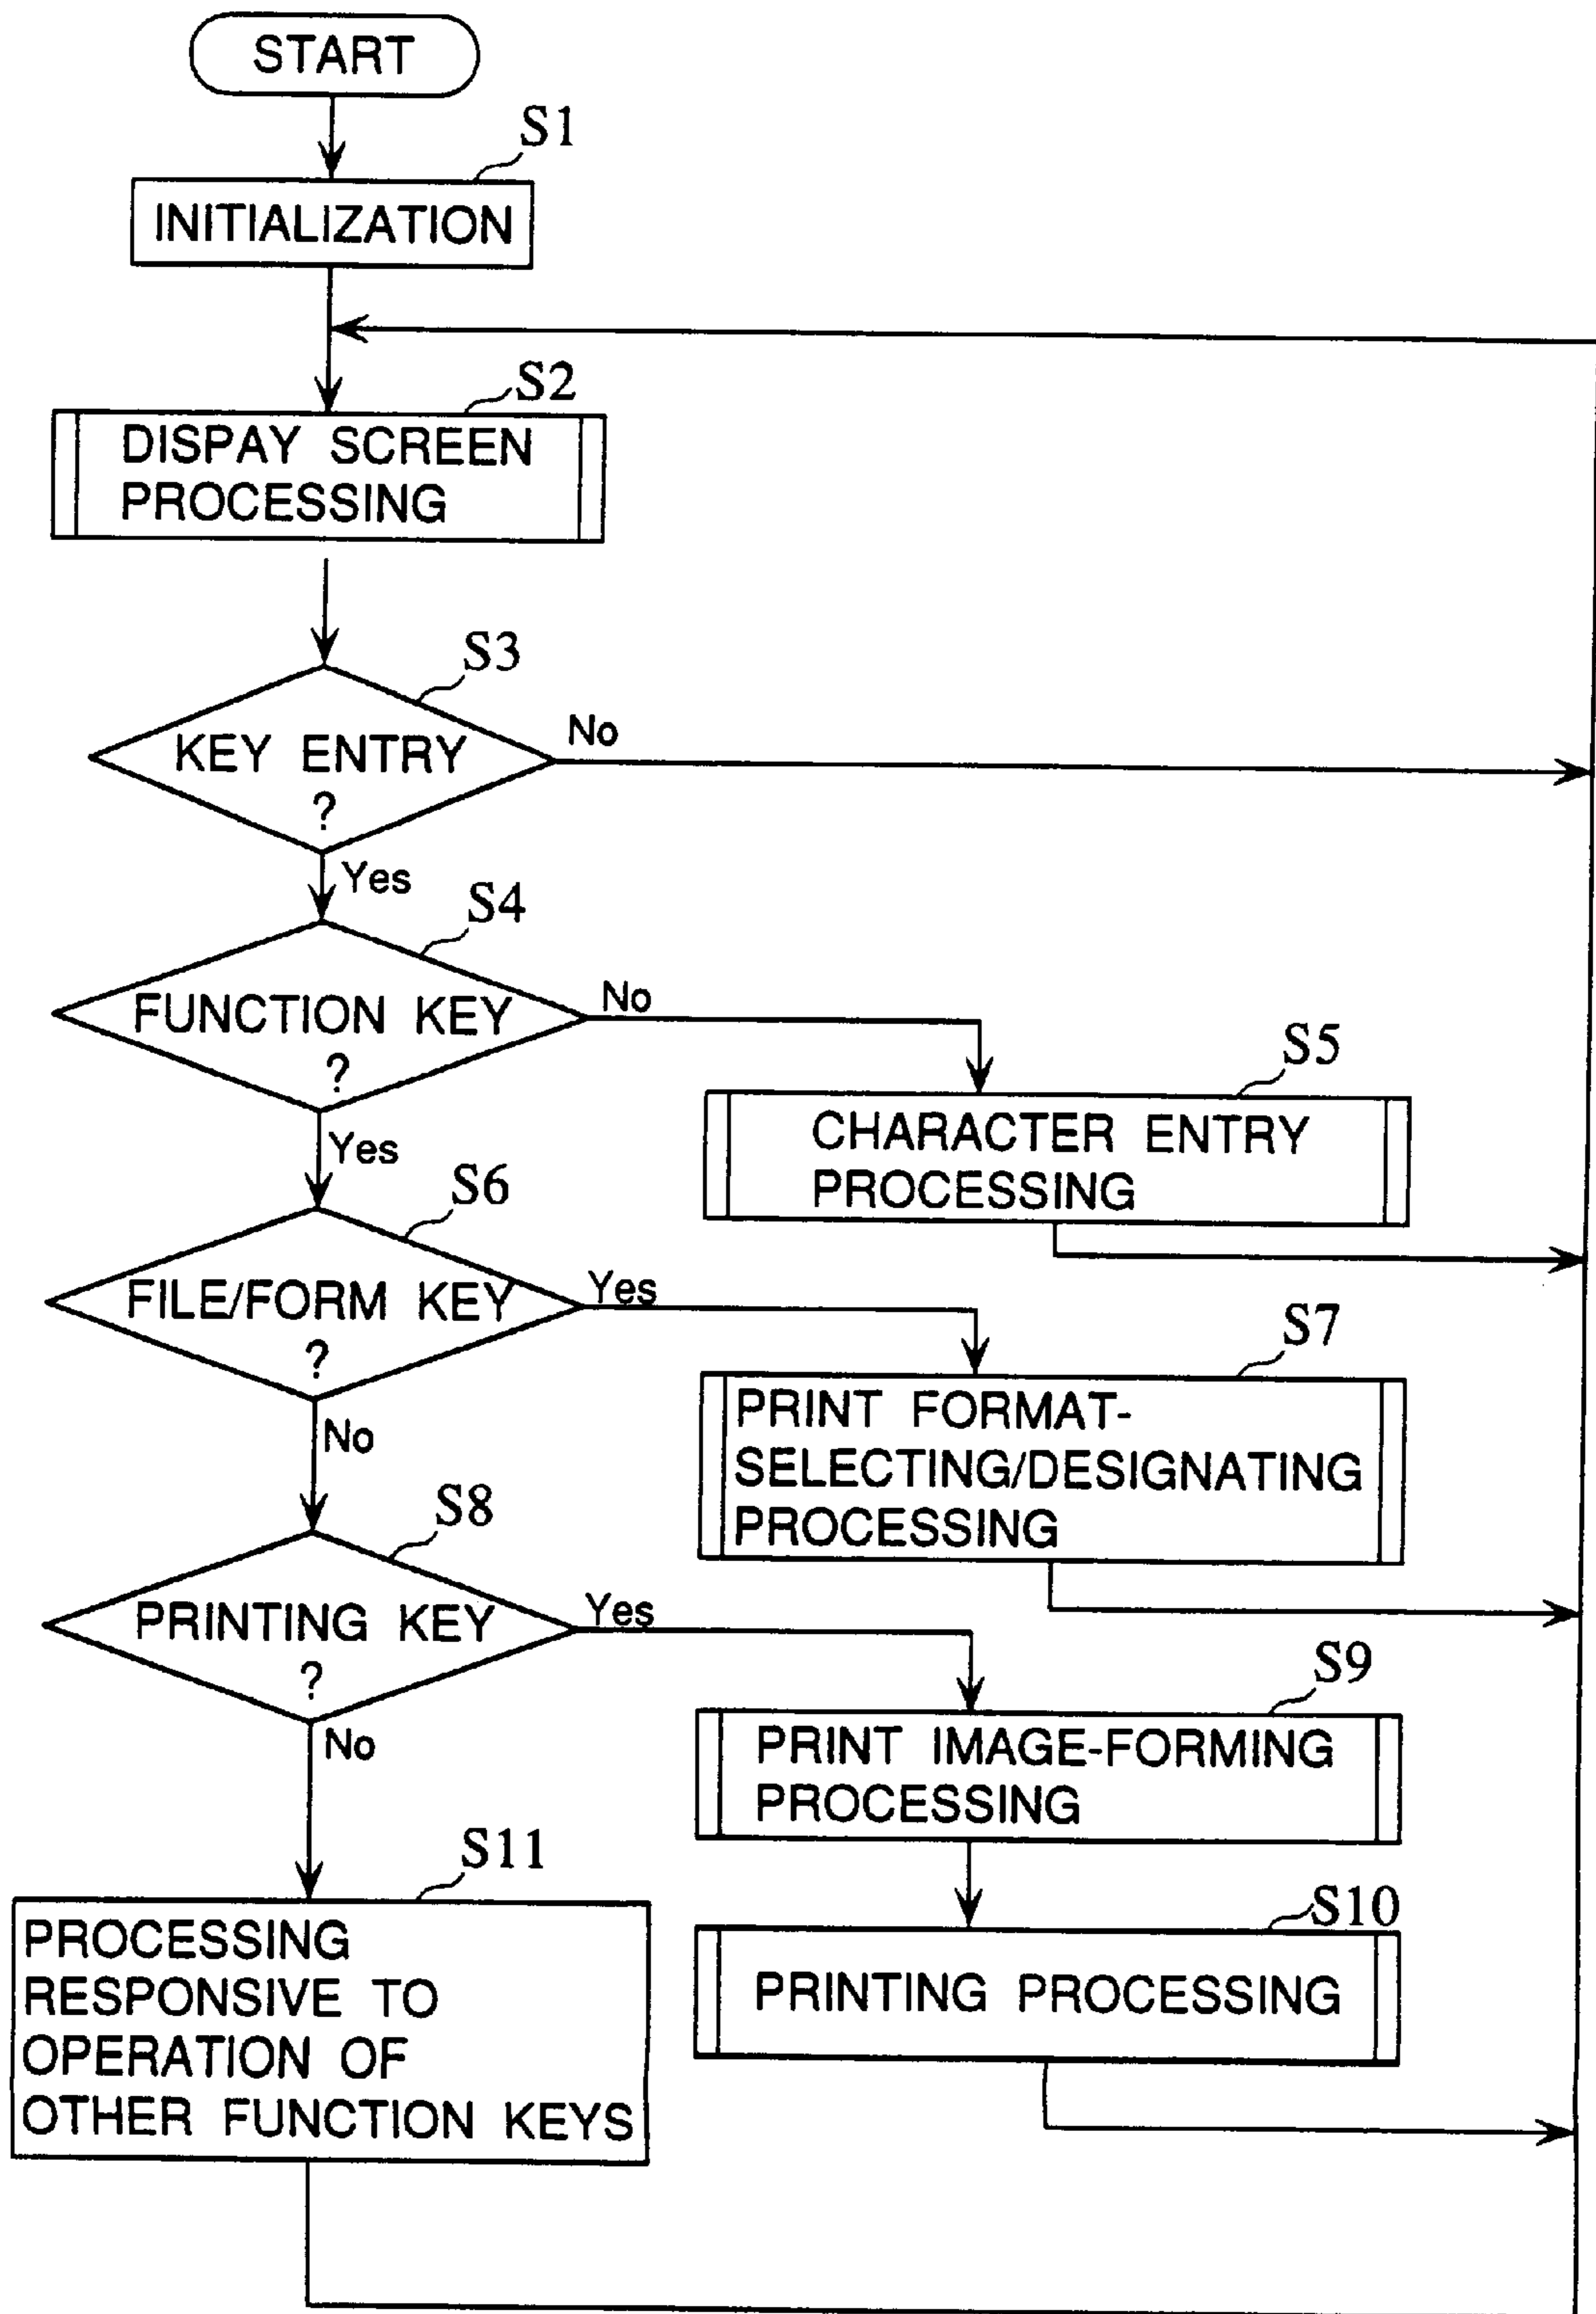 START
S1
INITIALIZATION
S2
DISPAY SCREEN
PROCESSING
S3
KEY ENTRY
?
No
Yes
S4
FUNCTION KEY
?
No
Yes
S5
CHARACTER ENTRY
PROCESSING
S6
FILE/FORM KEY
?
Yes
No
S7
PRINT FORMAT-
SELECTING/DESIGNATING
PROCESSING
S8
PRINTING KEY
?
Yes
No
S9
PRINT IMAGE-FORMING
PROCESSING
S10
PRINTING PROCESSING
S11
PROCESSING
RESPONSIVE TO
OPERATION OF
OTHER FUNCTION KEYS